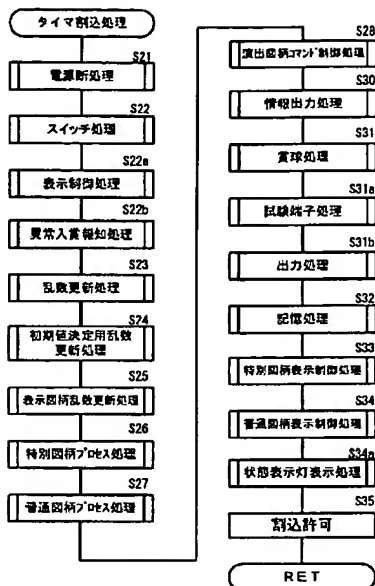 タイマ割込処理
S21
電源断処理
S22
スイッチ処理
S22a
表示制御処理
S22b
異常入賞報知処理
S23
乱数更新処理
S24
初期値決定用乱数
更新処理
S25
表示図柄乱数更新処理
S26
特別図柄プロセス処理
S27
普通図柄プロセス処理
S28
演出図柄コマンド制御処理
S30
情報出力処理
S31
賞球処理
S31a
試験端子処理
S31b
出力処理
S32
記憶処理
S33
特別図柄表示制御処理
S34
普通図柄表示制御処理
S34a
状態表示灯表示処理
S35
割込許可
RET